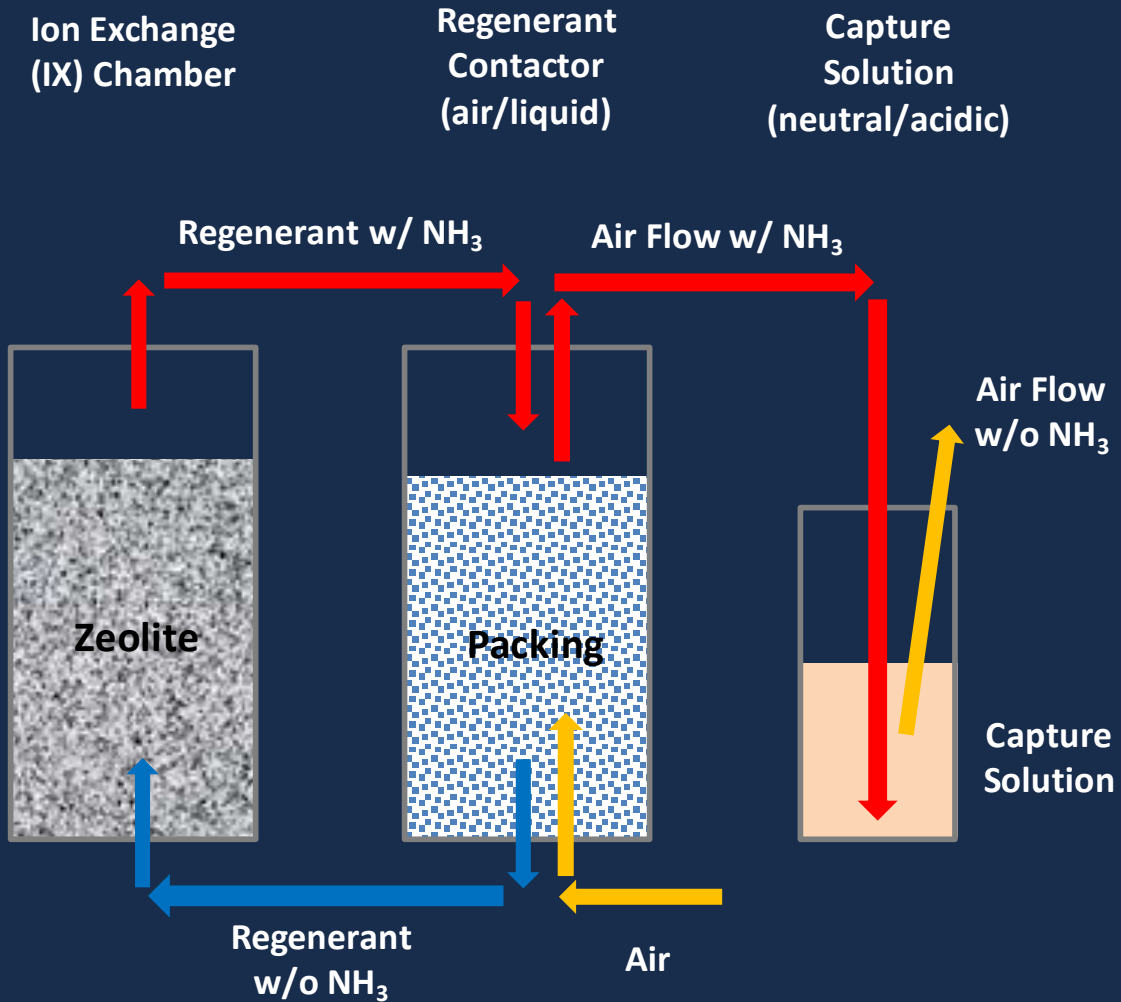 Ion Exchange
(IX) Chamber
Regenerant
Contactor
(air/liquid)
Capture
Solution
(neutral/acidic)
Regenerant w/ NH₃
Air Flow w/ NH₃
Air Flow
w/o NH₃
Zeolite
Packing
Capture
Solution
Regenerant
w/o NH₃
Air